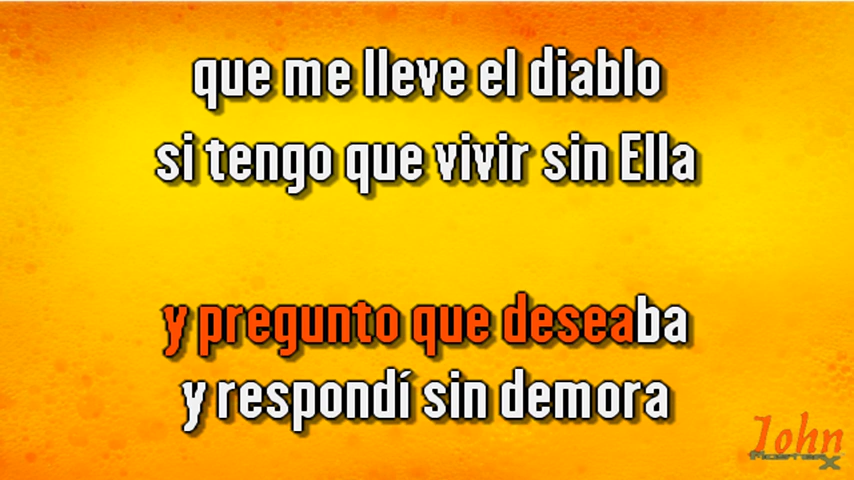 que me lleve el diablo
si tengo que vivir sin Ella
y pregunto que deseaba
y respondí sin demora
John